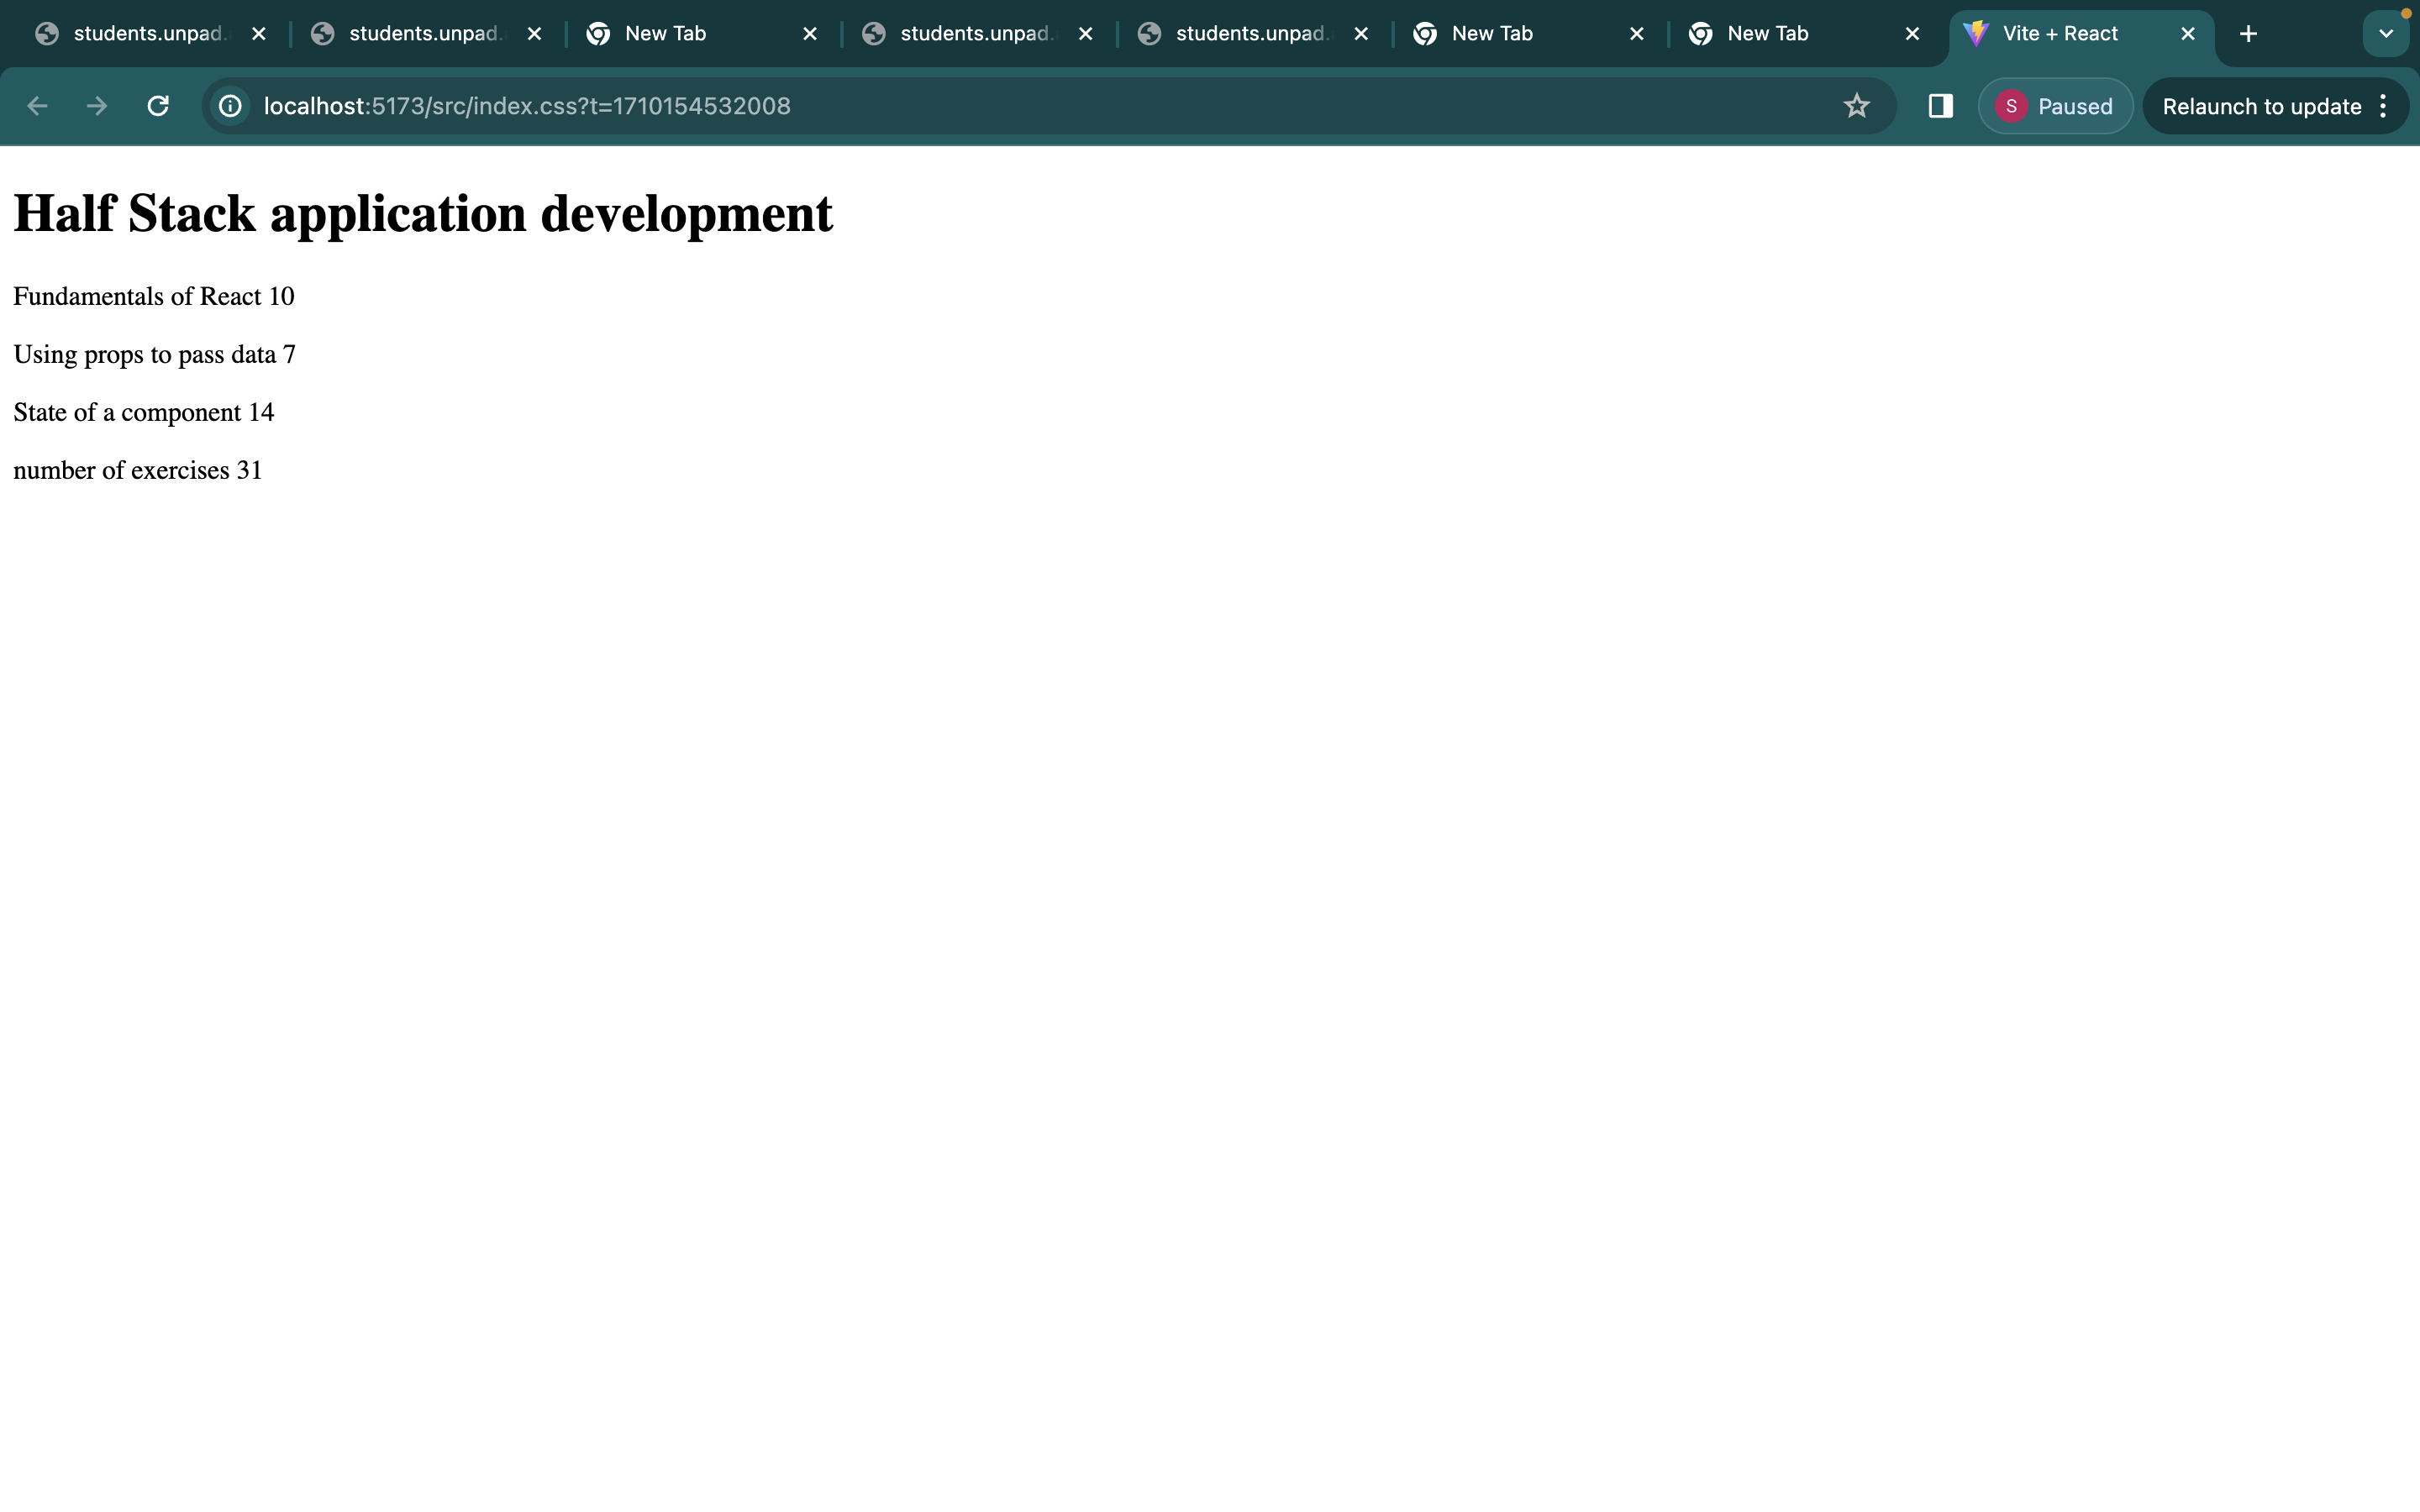 students.unpad.
students.unpad.
New Tab
students.unpad.
students.unpad.
New Tab
New Tab
Vite + React
localhost:5173/src/index.css?t=1710154532008
S
Paused
Relaunch to update
Half Stack application development
Fundamentals of React 10
Using props to pass data 7
State of a component 14
number of exercises 31